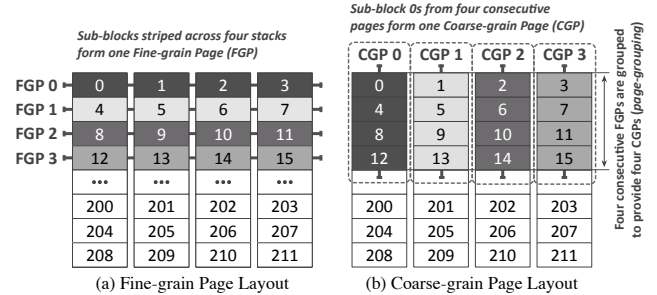 Sub-blocks striped across four stacks
form one Fine-grain Page (FGP)
FGP 0 0 1 2 3
FGP 1 4 5 6 7
FGP 2 8 9 10 11
FGP 3 12 13 14 15
... ... ... ...
200 201 202 203
204 205 206 207
208 209 210 211
(a) Fine-grain Page Layout
Sub-block 0s from four consecutive
pages form one Coarse-grain Page (CGP)
CGP 0 CGP 1 CGP 2 CGP 3
0 1 2 3
4 5 6 7
8 9 10 11
12 13 14 15
... ... ... ...
200 201 202 203
204 205 206 207
208 209 210 211
Four consecutive FGPs are grouped
to provide four CGPs (page-grouping)
(b) Coarse-grain Page Layout